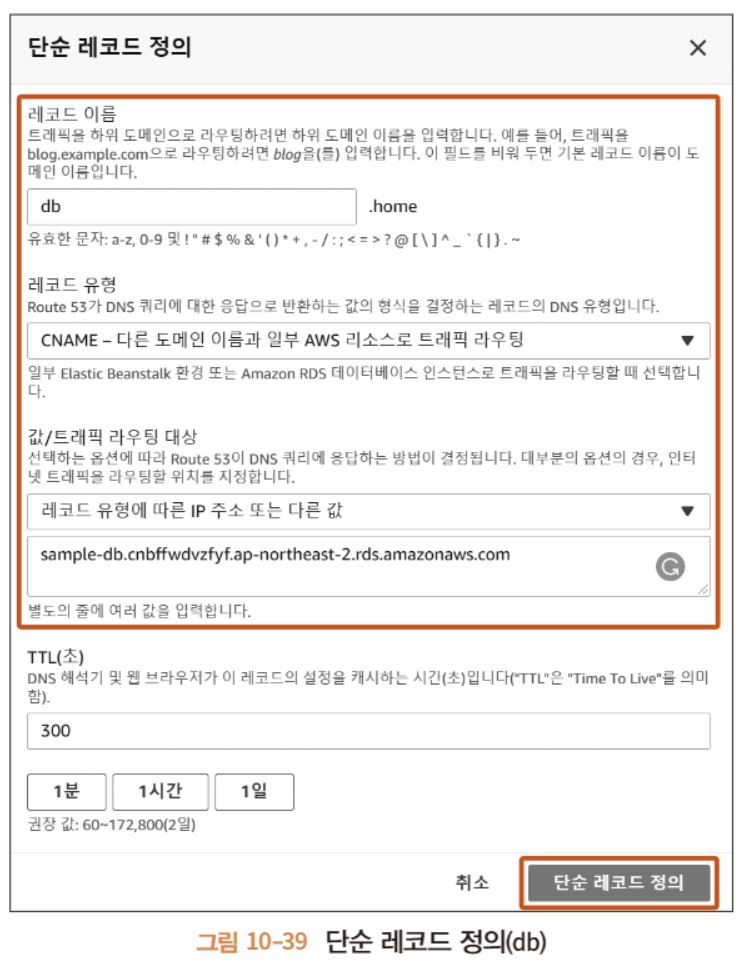 단순 레코드 정의
레코드 이름
트래픽을 하위 도메인으로 라우팅하려면 하위 도메인 이름을 입력합니다. 예를 들어, 트래픽을
blog.example.com으로 라우팅하려면 blog을(를) 입력합니다. 이 필드를 비워 두면 기본 레코드 이름이 도
메인 이름입니다.
db .home
유효한 문자: a-z, 0-9 및 ! " # $ % & ' ( ) * + , - / : ; < = > ? @ [ \ ] ^ _ ` { | } . ~
레코드 유형
Route 53가 DNS 쿼리에 대한 응답으로 반환하는 값의 형식을 결정하는 레코드의 DNS 유형입니다.
CNAME – 다른 도메인 이름과 일부 AWS 리소스로 트래픽 라우팅
일부 Elastic Beanstalk 환경 또는 Amazon RDS 데이터베이스 인스턴스로 트래픽을 라우팅할 때 선택합니
다.
값/트래픽 라우팅 대상
선택하는 옵션에 따라 Route 53이 DNS 쿼리에 응답하는 방법이 결정됩니다. 대부분의 옵션의 경우, 인터
넷 트래픽을 라우팅할 위치를 지정합니다.
레코드 유형에 따른 IP 주소 또는 다른 값
sample-db.cnbffwdvzfyf.ap-northeast-2.rds.amazonaws.com
별도의 줄에 여러 값을 입력합니다.
TTL(초)
DNS 해석기 및 웹 브라우저가 이 레코드의 설정을 캐시하는 시간(초)입니다("TTL"은 "Time To Live"를 의미
함).
300
1분 1시간 1일
권장 값: 60~172,800(2일)
취소 단순 레코드 정의
그림 10-39 단순 레코드 정의(db)